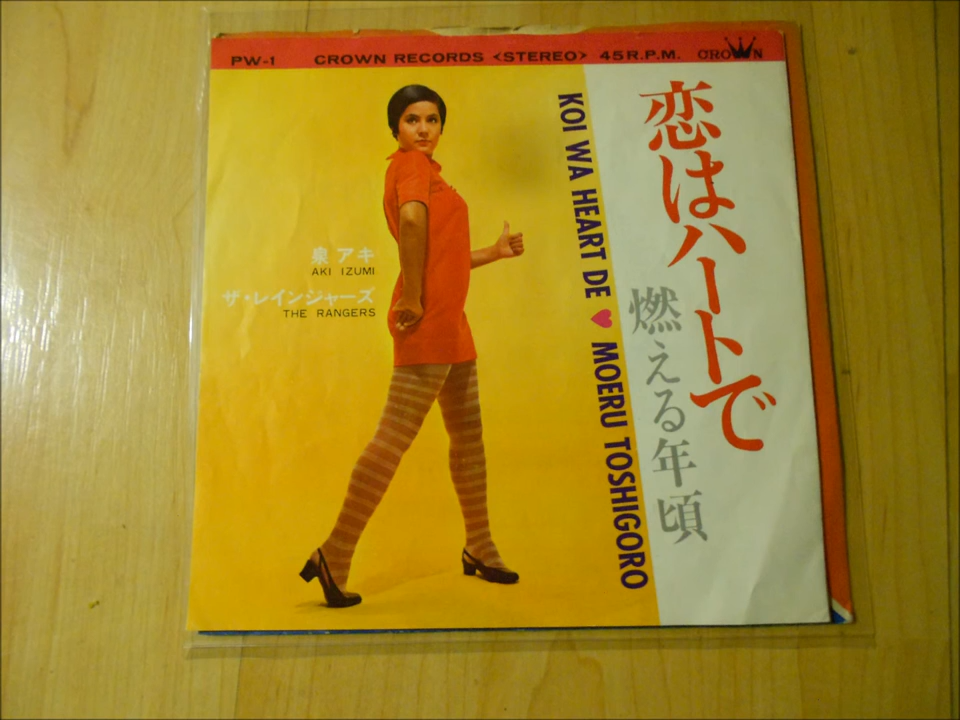 PW-1 CROWN RECORDS <STEREO> 45 R.P.M. CROWN
恋はハートで
燃える年頃
KOI WA HEART DE ♥ MOERU TOSHIGORO
泉 アキ
AKI IZUMI
ザ・レインジャーズ
THE RANGERS